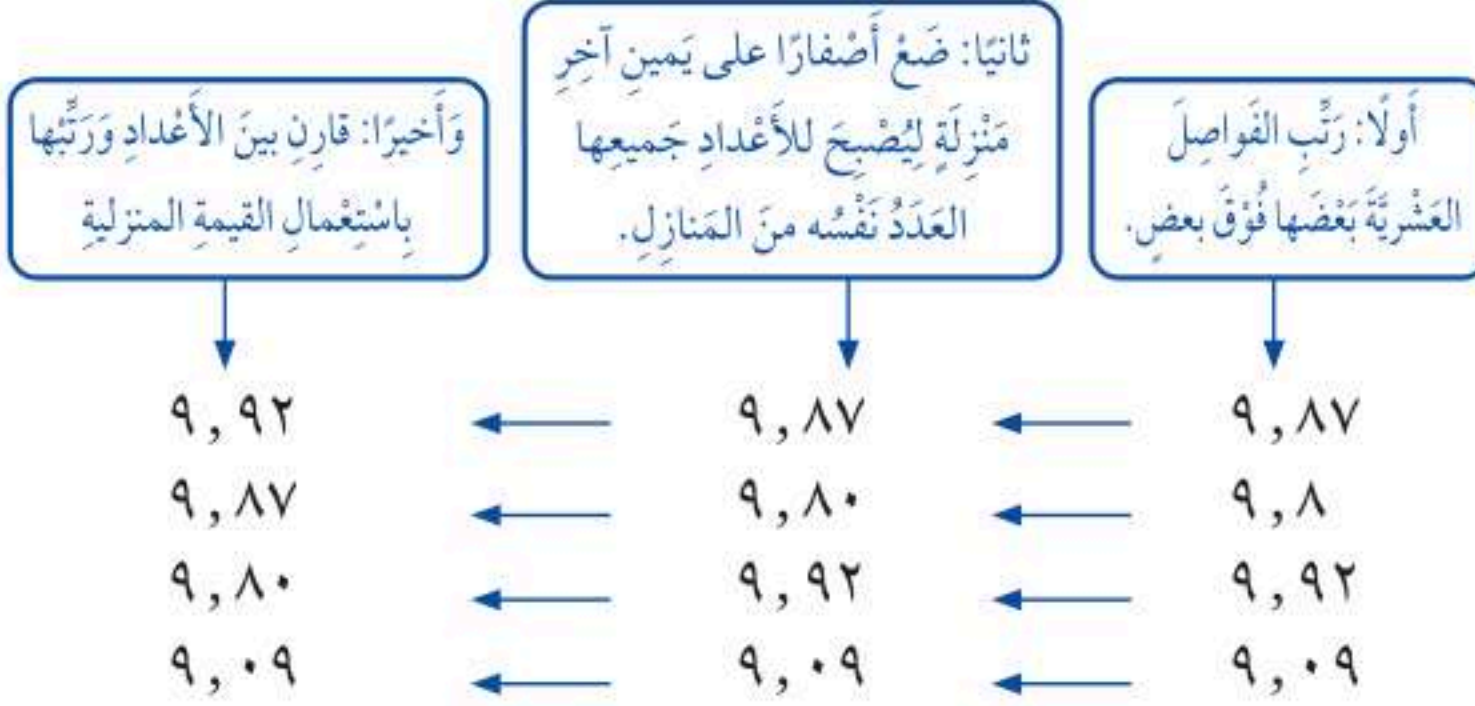 أَولًا: رَتِّبِ الفَواصِلَ
العَشْريَّةَ بَعْضَها فُوْقَ بعضٍ.
ثانيًا: ضَعْ أَصْفارًا على يَمينِ آخِرِ
مَنْزِلَةٍ لِيُصْبِحَ للأَعْدادِ جَميعِها
العَدَدُ نَفْسُه منَ المَنازِلِ.
وَأَخيرًا: قارِنِ بينَ الأَعْدادِ وَرَتِّبْها
بِاسْتِعْمالِ القيمةِ المنزليةِ
٩,٨٧
٩,٨
٩,٩٢
٩,٠٩
٩,٨٧
٩,٨٠
٩,٩٢
٩,٠٩
٩,٩٢
٩,٨٧
٩,٨٠
٩,٠٩